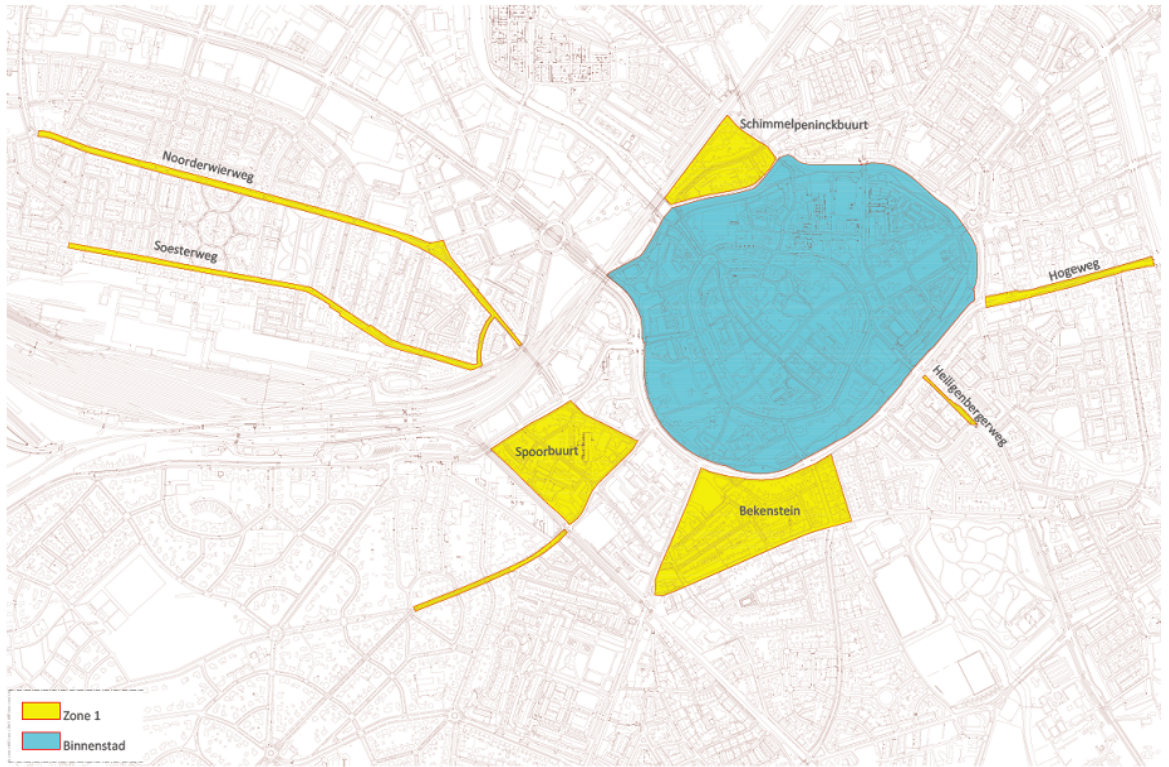 Schimmelpeninckbuurt
Noorderwierweg
Soesterweg
Hogeweg
Heiligenbergerweg
Spoorbuurt
Bekenstein
Zone 1
Binnenstad